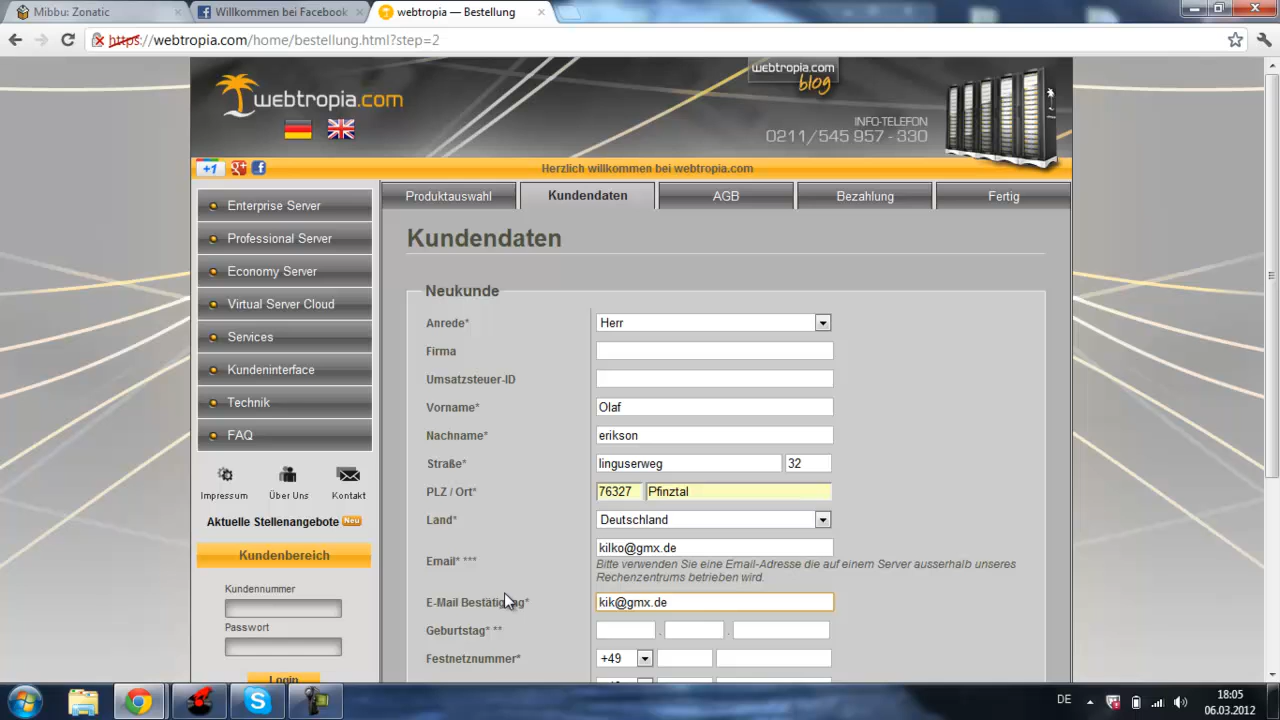 Mibbu: Zonatic
Willkommen bei Facebook
webtropia — Bestellung
https://webtropia.com/home/bestellung.html?step=2
webtropia.com
webtropia.com
blog
INFO-TELEFON
0211/545 957 - 330
+1
Herzlich willkommen bei webtropia.com
Enterprise Server
Professional Server
Economy Server
Virtual Server Cloud
Services
Kundeninterface
Technik
FAQ
Impressum
Über Uns
Kontakt
Aktuelle Stellenangebote Neu
Kundenbereich
Kundennummer
Passwort
Login
Produktauswahl
Kundendaten
AGB
Bezahlung
Fertig
Kundendaten
Neukunde
Anrede* Herr
Firma
Umsatzsteuer-ID
Vorname* Olaf
Nachname* erikson
Straße* linguserweg 32
PLZ / Ort* 76327 Pfinztal
Land* Deutschland
Email* *** kilko@gmx.de
Bitte verwenden Sie eine Email-Adresse die auf einem Server ausserhalb unseres
Rechenzentrums betrieben wird.
E-Mail Bestätigung* kik@gmx.de
Geburtstag* ** . .
Festnetznummer* +49
DE
18:05
06.03.2012